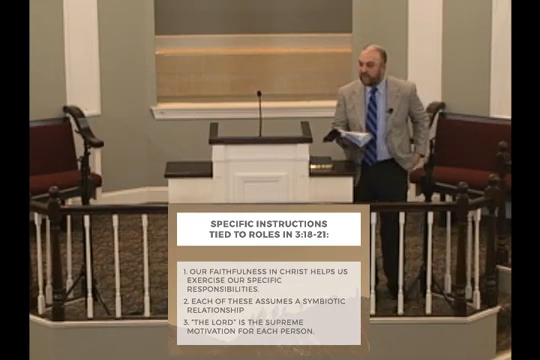 SPECIFIC INSTRUCTIONS
TIED TO ROLES IN 3:18-21:
1. OUR FAITHFULNESS IN CHRIST HELPS US
EXERCISE OUR SPECIFIC
RESPONSIBILITIES.
2. EACH OF THESE ASSUMES A SYMBIOTIC
RELATIONSHIP
3. "THE LORD" IS THE SUPREME
MOTIVATION FOR EACH PERSON.